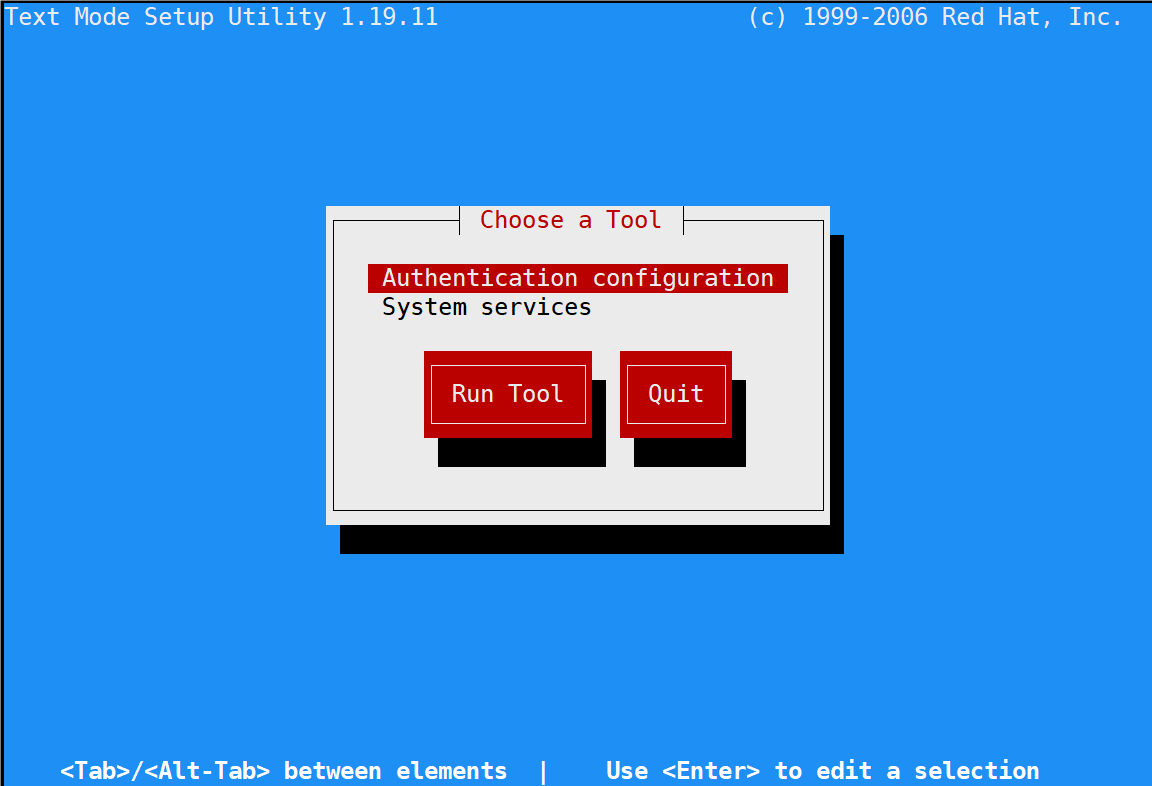 Text Mode Setup Utility 1.19.11 (c) 1999-2006 Red Hat, Inc.
Choose a Tool
Authentication configuration
System services
Run Tool Quit
<Tab>/<Alt-Tab> between elements | Use <Enter> to edit a selection